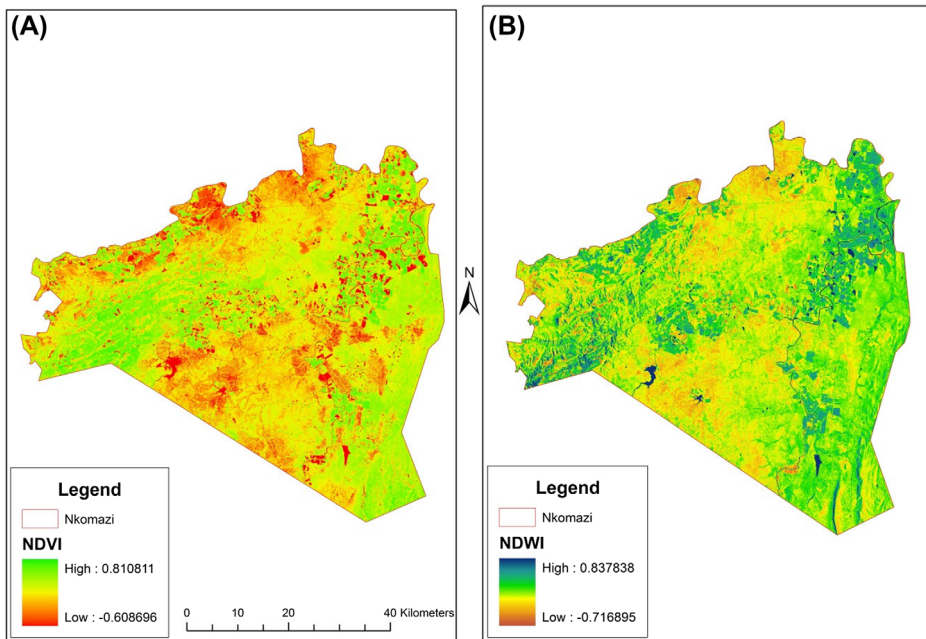 (A)
Legend
Nkomazi
NDVI
High : 0.810811
Low : -0.608696
0 10 20 40 Kilometers
N
(B)
Legend
Nkomazi
NDWI
High : 0.837838
Low : -0.716895